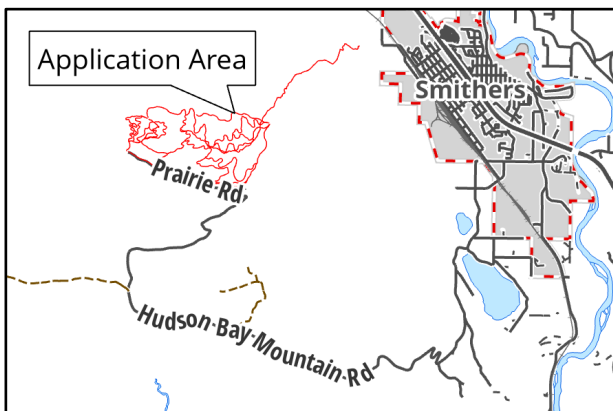 Application Area
Smithers
Prairie Rd
Hudson Bay Mountain Rd